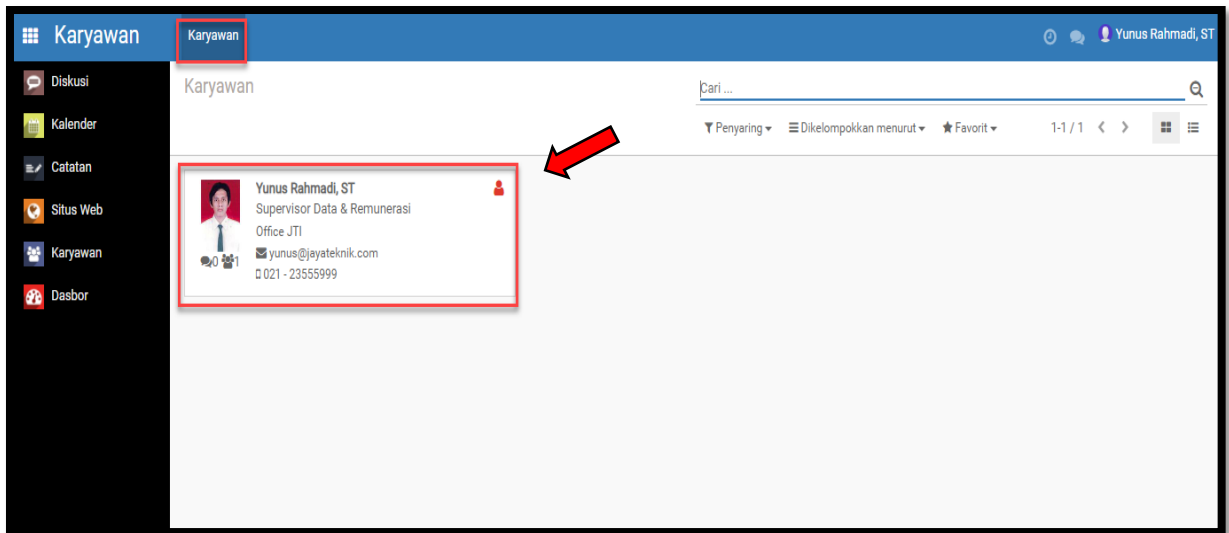 Karyawan
Karyawan
Yunus Rahmadi, ST
Diskusi
Kalender
Catatan
Situs Web
Karyawan
Dasbor
Karyawan
Cari ...
Penyaring
Dikelompokkan menurut
Favorit
1-1 / 1
Yunus Rahmadi, ST
Supervisor Data & Remunerasi
Office JTI
yunus@jayateknik.com
021 - 23555999
0 1